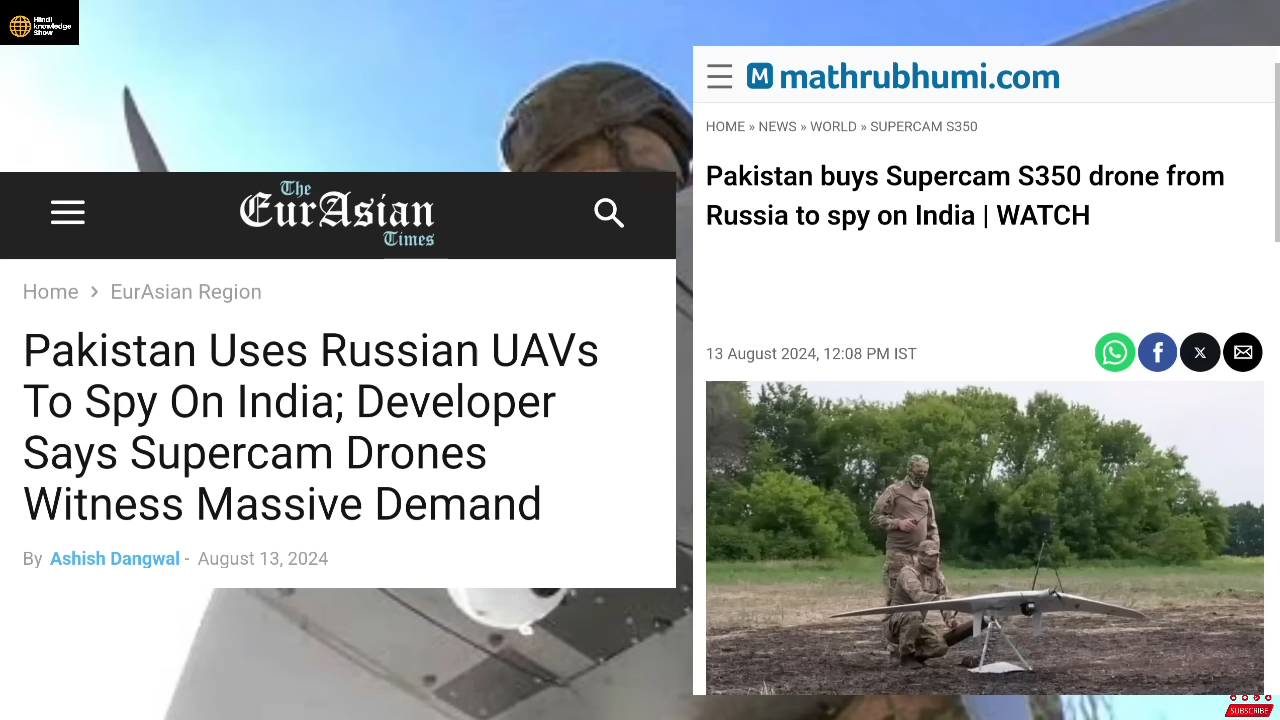 Hindi
knowledge
Show
The
EurAsian
Times
Home > EurAsian Region
Pakistan Uses Russian UAVs
To Spy On India; Developer
Says Supercam Drones
Witness Massive Demand
By Ashish Dangwal - August 13, 2024
M mathrubhumi.com
HOME » NEWS » WORLD » SUPERCAM S350
Pakistan buys Supercam S350 drone from
Russia to spy on India | WATCH
13 August 2024, 12:08 PM IST
SUBSCRIBE